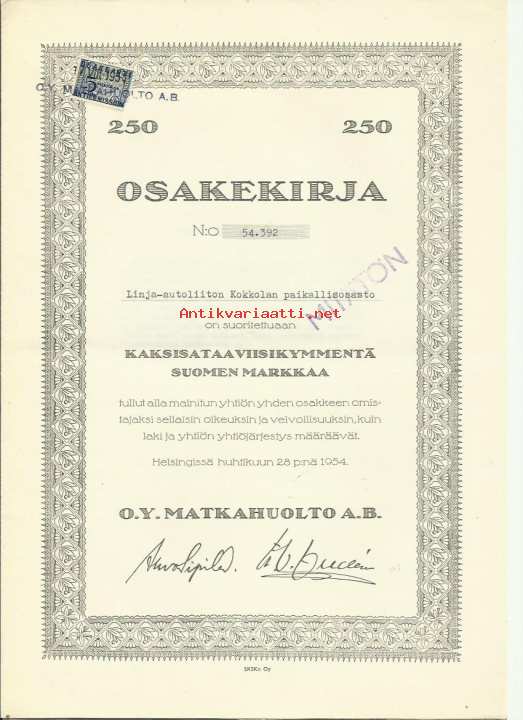 O.Y. MATKAHUOLTO A.B.
250 250
OSAKEKIRJA
N:o 54.392
MITÄTÖN
Linja-autoliiton Kokkolan paikallisosasto
Antikvariaatti.net
on suoritettuaan
KAKSISATAAVIISIKYMMENTÄ
SUOMEN MARKKAA
tullut alla mainitun yhtiön yhden osakkeen omis-
tajaksi sellaisin oikeuksin ja velvollisuuksin, kuin
laki ja yhtiön yhtiöjärjestys määräävät.
Helsingissä huhtikuun 28 p:nä 1954.
O.Y. MATKAHUOLTO A.B.
Arvo Sipilä.